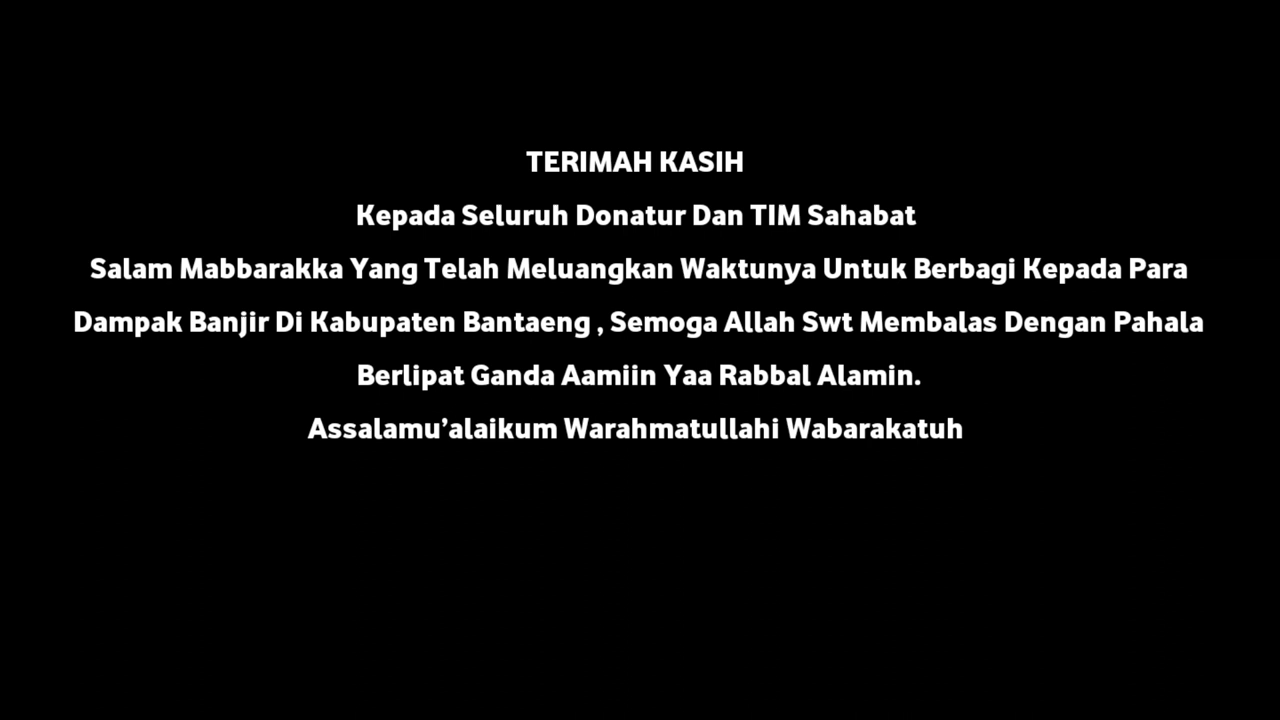 TERIMAH KASIH
Kepada Seluruh Donatur Dan TIM Sahabat
Salam Mabbarakka Yang Telah Meluangkan Waktunya Untuk Berbagi Kepada Para
Dampak Banjir Di Kabupaten Bantaeng , Semoga Allah Swt Membalas Dengan Pahala
Berlipat Ganda Aamiin Yaa Rabbal Alamin.
Assalamu’alaikum Warahmatullahi Wabarakatuh